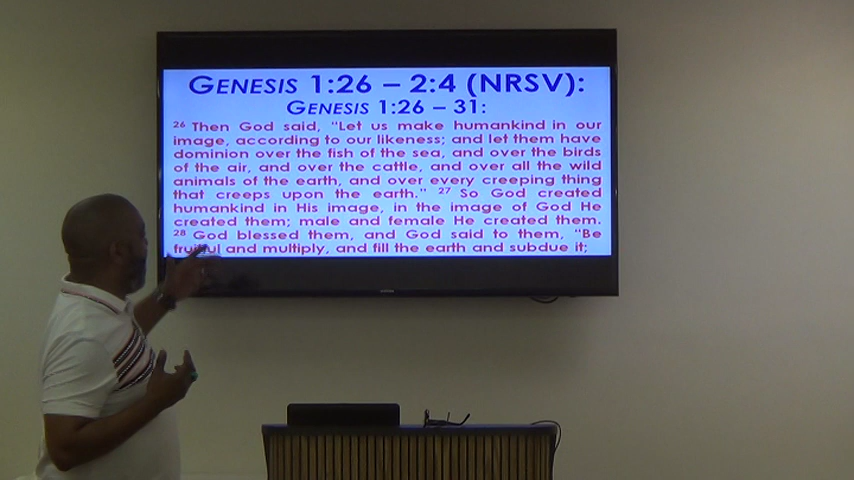 GENESIS 1:26 – 2:4 (NRSV):
GENESIS 1:26 – 31:
26 Then God said, "Let us make humankind in our
image, according to our likeness; and let them have
dominion over the fish of the sea, and over the birds
of the air, and over the cattle, and over all the wild
animals of the earth, and over every creeping thing
that creeps upon the earth." 27 So God created
humankind in His image, in the image of God He
created them; male and female He created them.
28 God blessed them, and God said to them, "Be
fruitful and multiply, and fill the earth and subdue it;